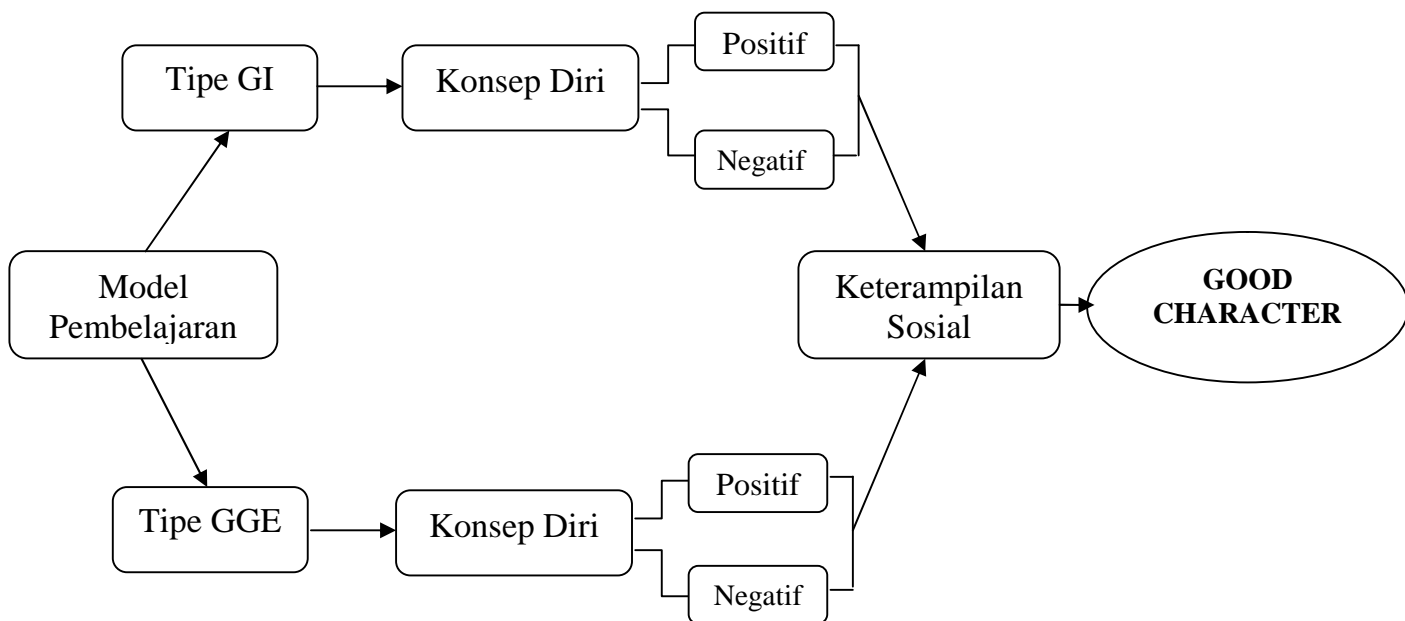 Positif
Tipe GI
Konsep Diri
Negatif
Model
Pembelajaran
Keterampilan
Sosial
GOOD
CHARACTER
Positif
Tipe GGE
Konsep Diri
Negatif